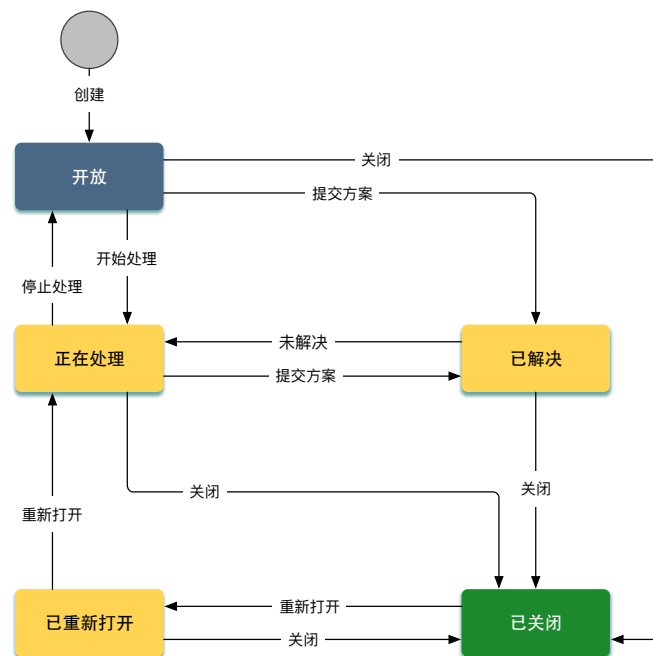 创建
开放
关闭
提交方案
开始处理
停止处理
未解决
正在处理
已解决
提交方案
关闭
关闭
重新打开
重新打开
已重新打开
已关闭
关闭